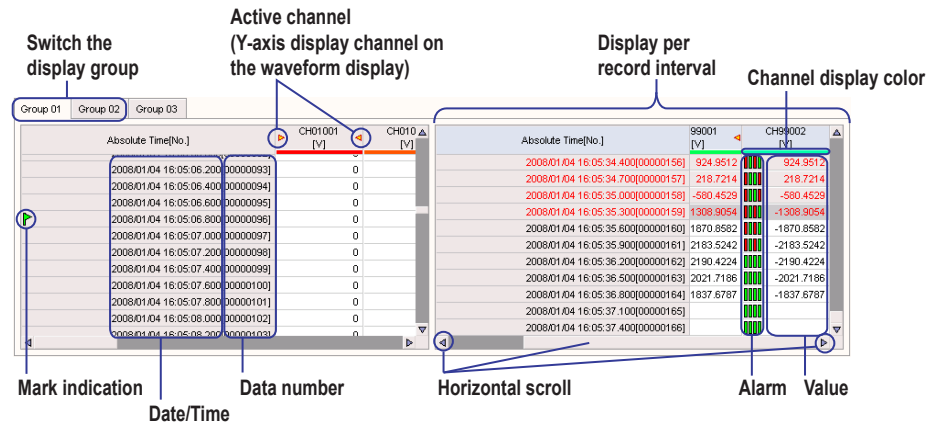 Active channel
(Y-axis display channel on
the waveform display)
Switch the
display group
Display per
record interval
Channel display color
Group 01 Group 02 Group 03
Absolute Time[No.] CH01001 [V] CH010 [V]
2008/01/04 16:05:06.200[00000093] 0
2008/01/04 16:05:06.400[00000094] 0
2008/01/04 16:05:06.600[00000095] 0
2008/01/04 16:05:06.800[00000096] 0
2008/01/04 16:05:07.000[00000097] 0
2008/01/04 16:05:07.200[00000098] 0
2008/01/04 16:05:07.400[00000099] 0
2008/01/04 16:05:07.600[00000100] 0
2008/01/04 16:05:07.800[00000101] 0
2008/01/04 16:05:08.000[00000102] 0
2008/01/04 16:05:08.200[00000103] 0
Absolute Time[No.] 99001 [V] CH99002 [V]
2008/01/04 16:05:34.400[00000156] 924.9512 924.9512
2008/01/04 16:05:34.700[00000157] 218.7214 218.7214
2008/01/04 16:05:35.000[00000158] -580.4529 -580.4529
2008/01/04 16:05:35.300[00000159] 1308.9054 -1308.9054
2008/01/04 16:05:35.600[00000160] 1870.8582 -1870.8582
2008/01/04 16:05:35.900[00000161] 2183.5242 -2183.5242
2008/01/04 16:05:36.200[00000162] 2190.4224 -2190.4224
2008/01/04 16:05:36.500[00000163] 2021.7186 -2021.7186
2008/01/04 16:05:36.800[00000164] 1837.6787 -1837.6787
2008/01/04 16:05:37.100[00000165]
2008/01/04 16:05:37.400[00000166]
Mark indication
Date/Time
Data number
Horizontal scroll
Alarm
Value